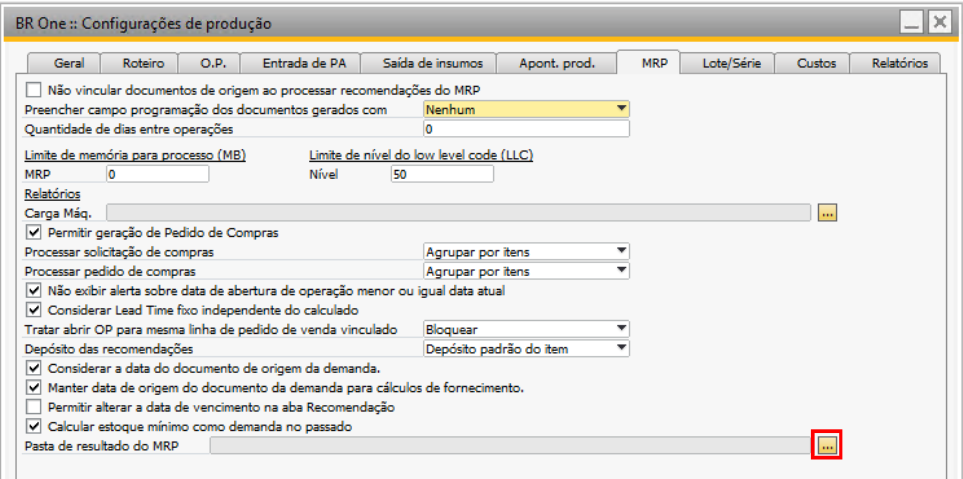 BR One :: Configurações de produção
Geral Roteiro O.P. Entrada de PA Saída de insumos Apont. prod. MRP Lote/Série Custos Relatórios
Não vincular documentos de origem ao processar recomendações do MRP
Preencher campo programação dos documentos gerados com Nenhum
Quantidade de dias entre operações 0
Limite de memória para processo (MB) Limite de nível do low level code (LLC)
MRP 0 Nível 50
Relatórios
Carga Máq. ...
Permitir geração de Pedido de Compras
Processar solicitação de compras Agrupar por itens
Processar pedido de compras Agrupar por itens
Não exibir alerta sobre data de abertura de operação menor ou igual data atual
Considerar Lead Time fixo independente do calculado
Tratar abrir OP para mesma linha de pedido de venda vinculado Bloquear
Depósito das recomendações Depósito padrão do item
Considerar a data do documento de origem da demanda.
Manter data de origem do documento da demanda para cálculos de fornecimento.
Permitir alterar a data de vencimento na aba Recomendação
Calcular estoque mínimo como demanda no passado
Pasta de resultado do MRP ...